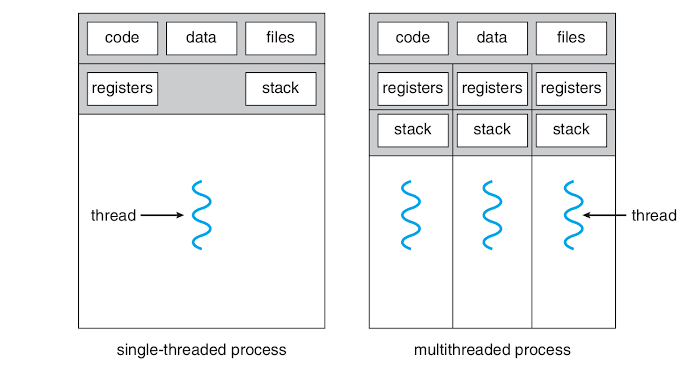 code data files code data files
registers stack registers registers registers
stack stack stack
thread thread
single-threaded process multithreaded process